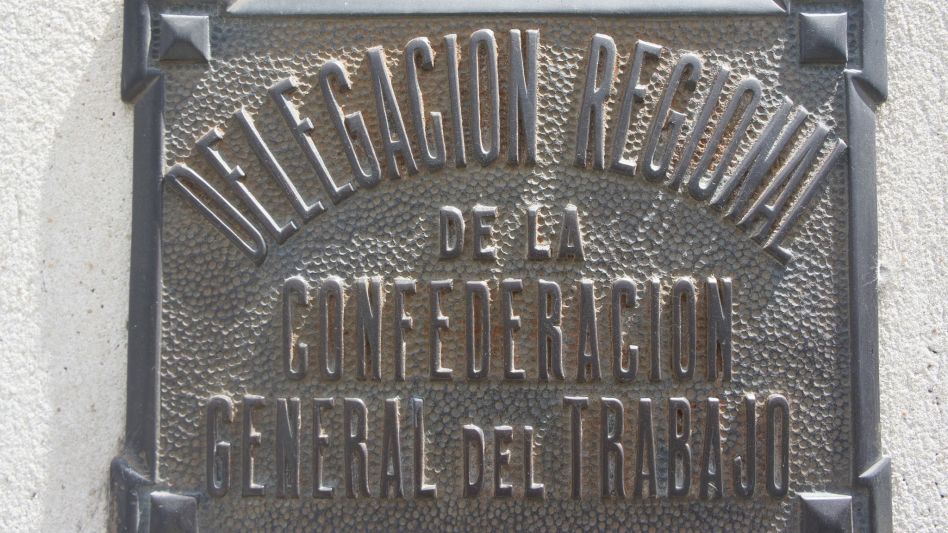 DELEGACION REGIONAL
DE LA
CONFEDERACION
GENERAL DEL TRABAJO